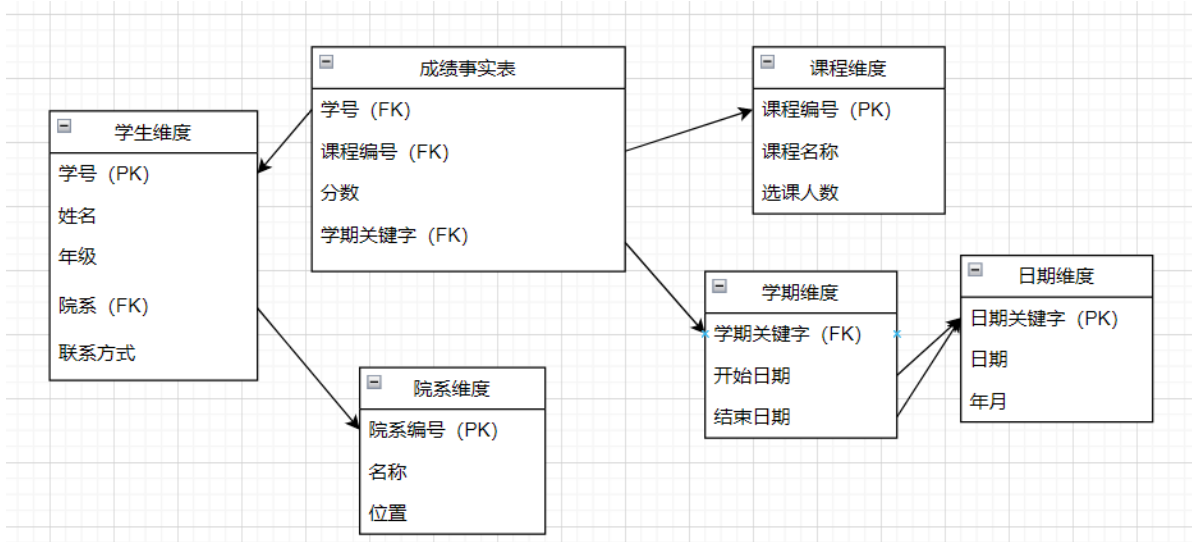 成绩事实表
学号 (FK)
课程编号 (FK)
分数
学期关键字 (FK)
课程维度
课程编号 (PK)
课程名称
选课人数
学生维度
学号 (PK)
姓名
年级
院系 (FK)
联系方式
学期维度
学期关键字 (FK)
开始日期
结束日期
日期维度
日期关键字 (PK)
日期
年月
院系维度
院系编号 (PK)
名称
位置